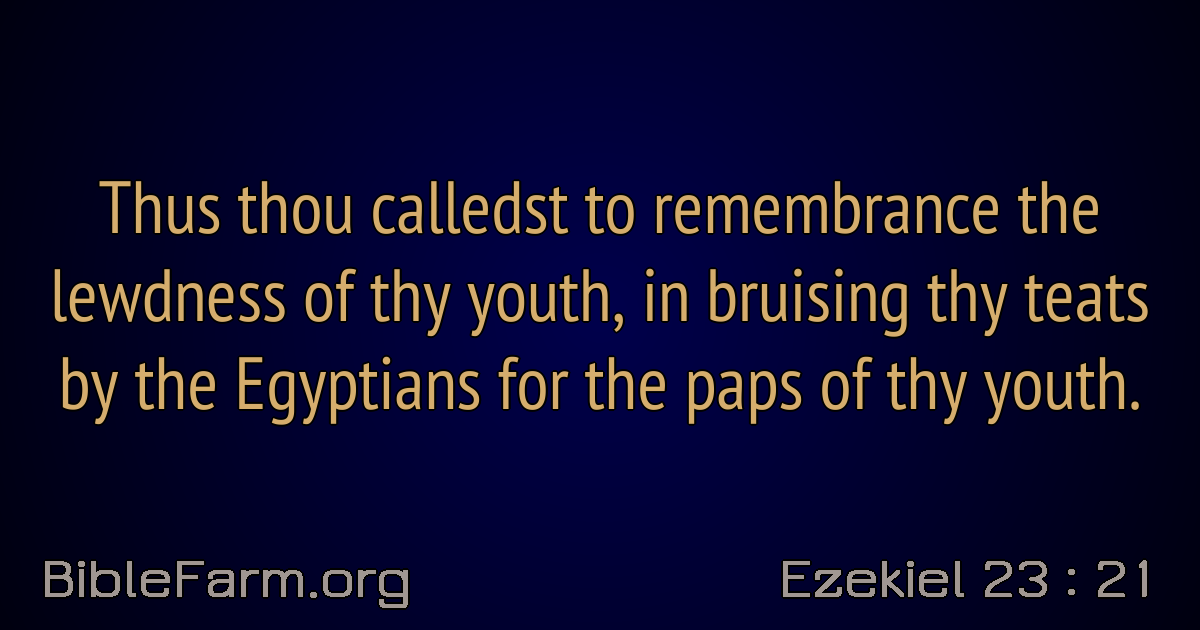 Thus thou calledst to remembrance the
lewdness of thy youth, in bruising thy teats
by the Egyptians for the paps of thy youth.
BibleFarm.org
Ezekiel 23 : 21